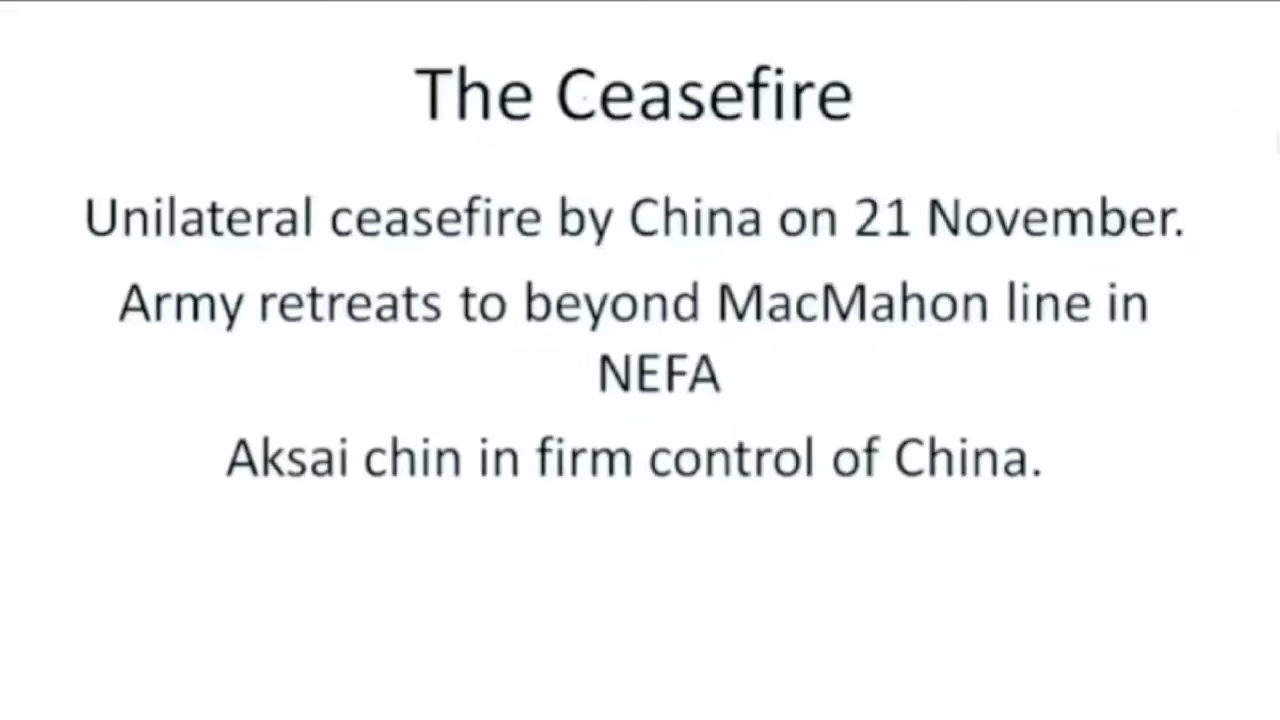 The Ceasefire
Unilateral ceasefire by China on 21 November.
Army retreats to beyond MacMahon line in
NEFA
Aksai chin in firm control of China.